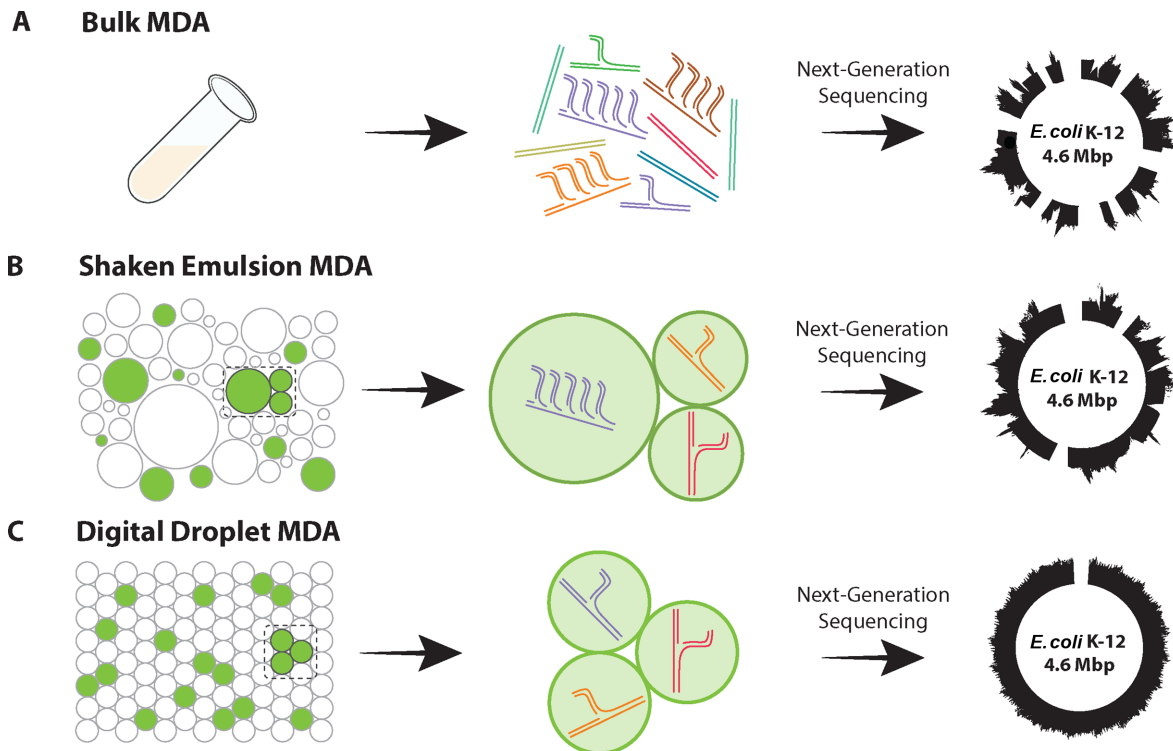 A Bulk MDA
Next-Generation
Sequencing
E.coli K-12
4.6 Mbp
B Shaken Emulsion MDA
Next-Generation
Sequencing
E.coli K-12
4.6 Mbp
C Digital Droplet MDA
Next-Generation
Sequencing
E.coli K-12
4.6 Mbp